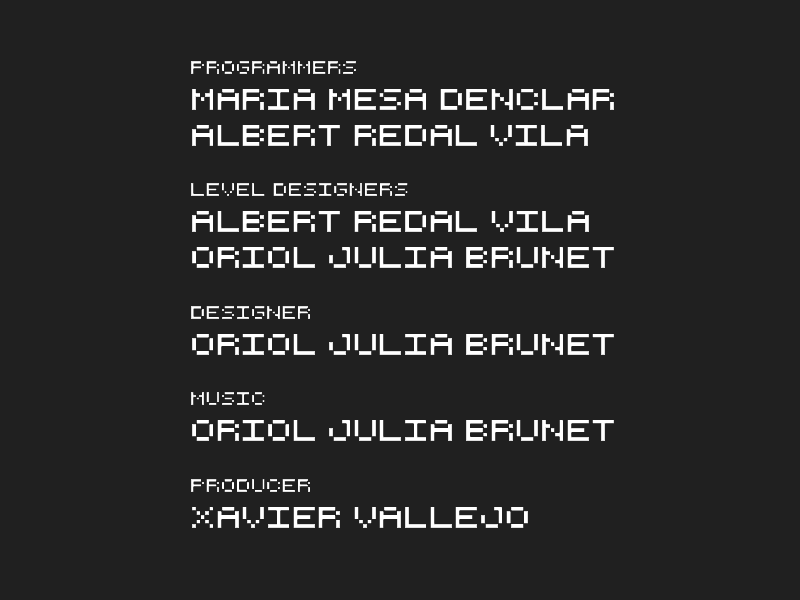 PROGRAMMERS
MARIA MESA DENCLAR
ALBERT REDAL VILA
LEVEL DESIGNERS
ALBERT REDAL VILA
ORIOL JULIA BRUNET
DESIGNER
ORIOL JULIA BRUNET
MUSIC
ORIOL JULIA BRUNET
PRODUCER
XAVIER VALLEJO